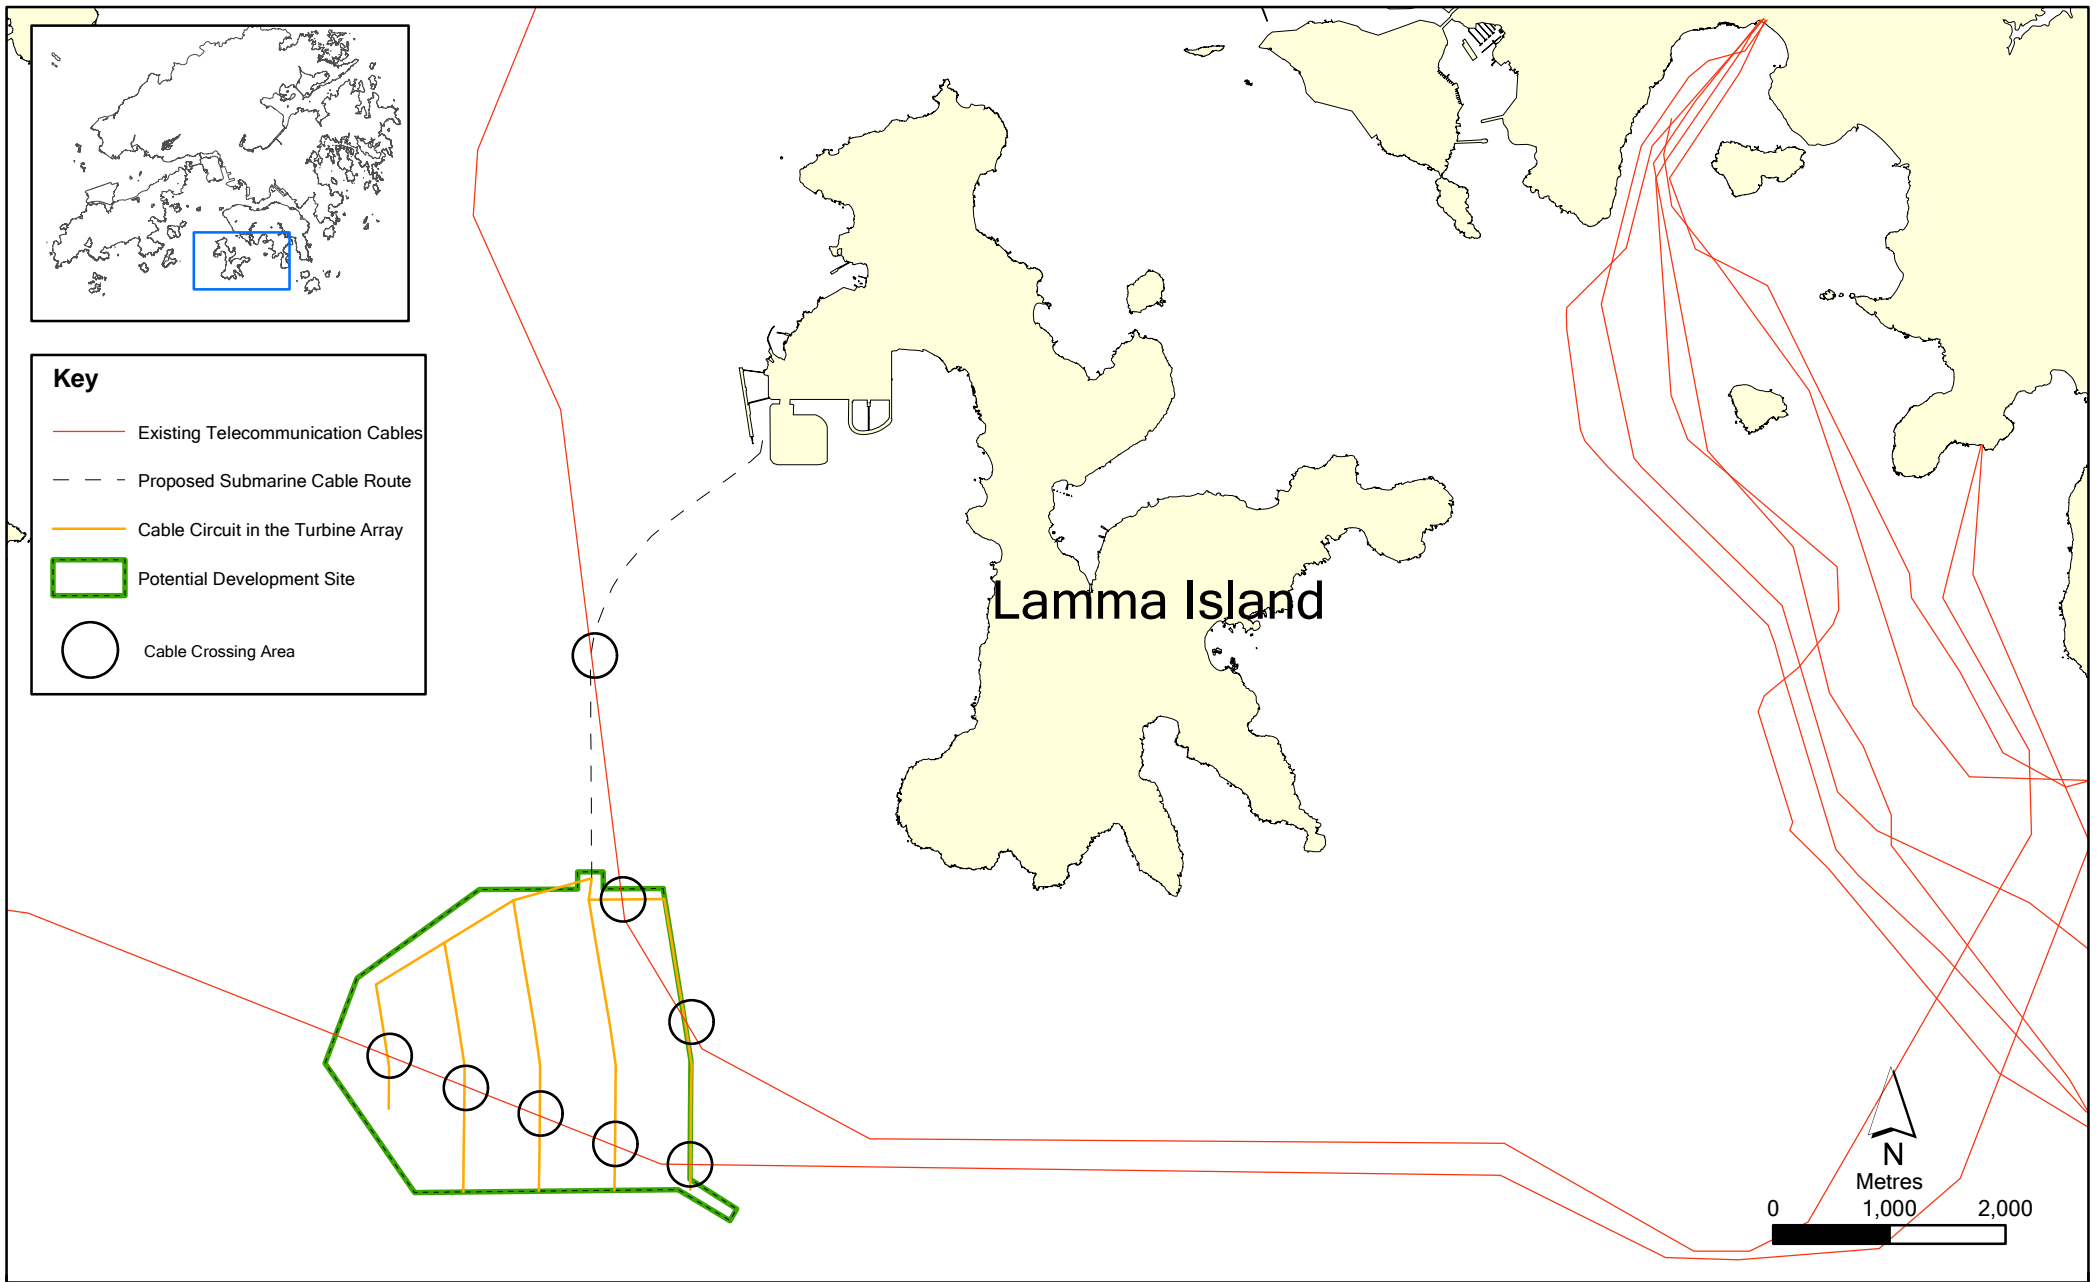 Key
Existing Telecommunication Cables
Proposed Submarine Cable Route
Cable Circuit in the Turbine Array
Potential Development Site
Cable Crossing Area
Lamma Island
N
Metres
0 1,000 2,000